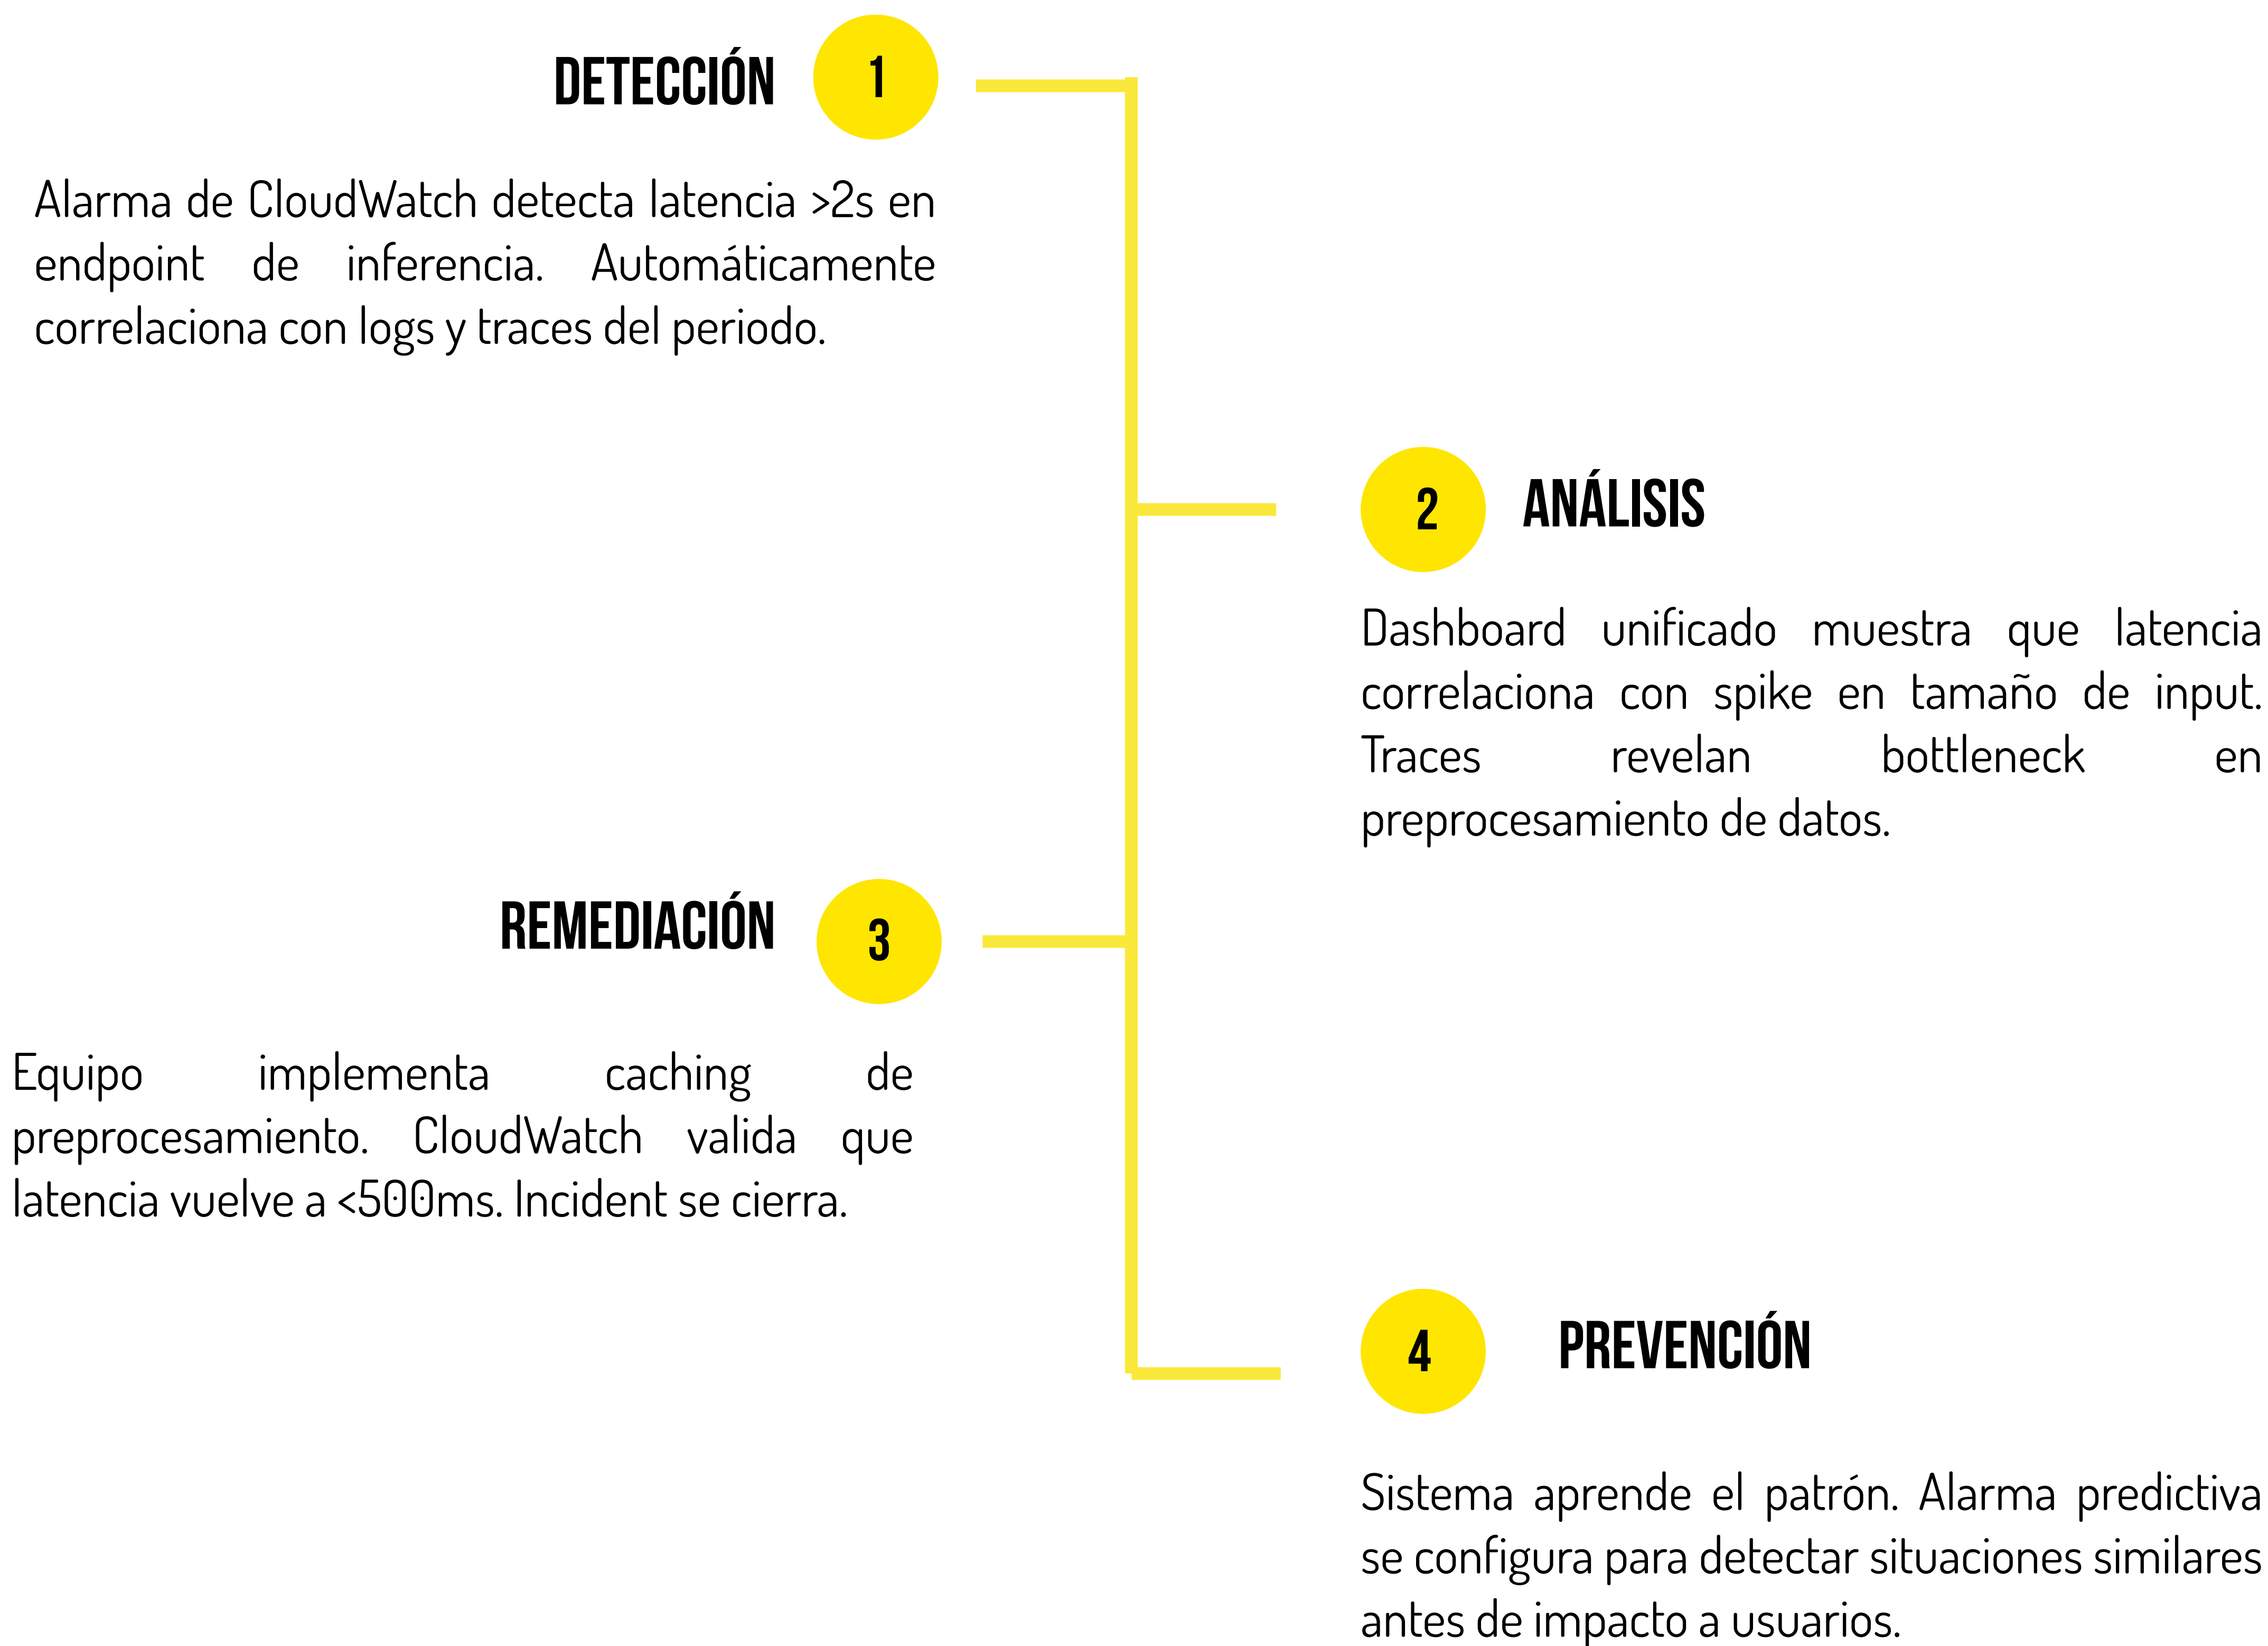 DETECCIÓN
1
Alarma de CloudWatch detecta latencia >2s en
endpoint de inferencia. Automáticamente
correlaciona con logs y traces del periodo.
2
ANÁLISIS
Dashboard unificado muestra que latencia
correlaciona con spike en tamaño de input.
Traces revelan bottleneck en
preprocesamiento de datos.
REMEDIACIÓN
3
Equipo implementa caching de
preprocesamiento. CloudWatch valida que
latencia vuelve a <500ms. Incident se cierra.
4
PREVENCIÓN
Sistema aprende el patrón. Alarma predictiva
se configura para detectar situaciones similares
antes de impacto a usuarios.